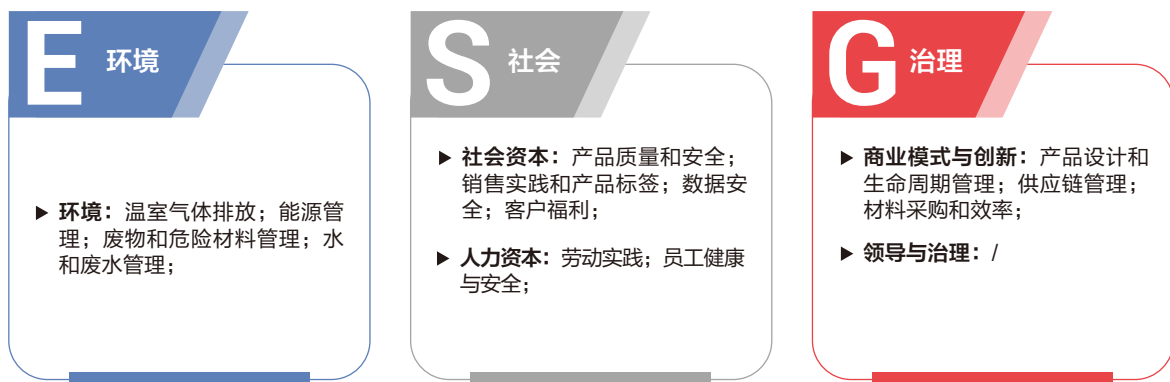 E 环境
▶ 环境：温室气体排放；能源管
理；废物和危险材料管理；水
和废水管理；
S 社会
▶ 社会资本：产品质量和安全；
销售实践和产品标签；数据安
全；客户福利；
▶ 人力资本：劳动实践；员工健康
与安全；
G 治理
▶ 商业模式与创新：产品设计和
生命周期管理；供应链管理；
材料采购和效率；
▶ 领导与治理：/